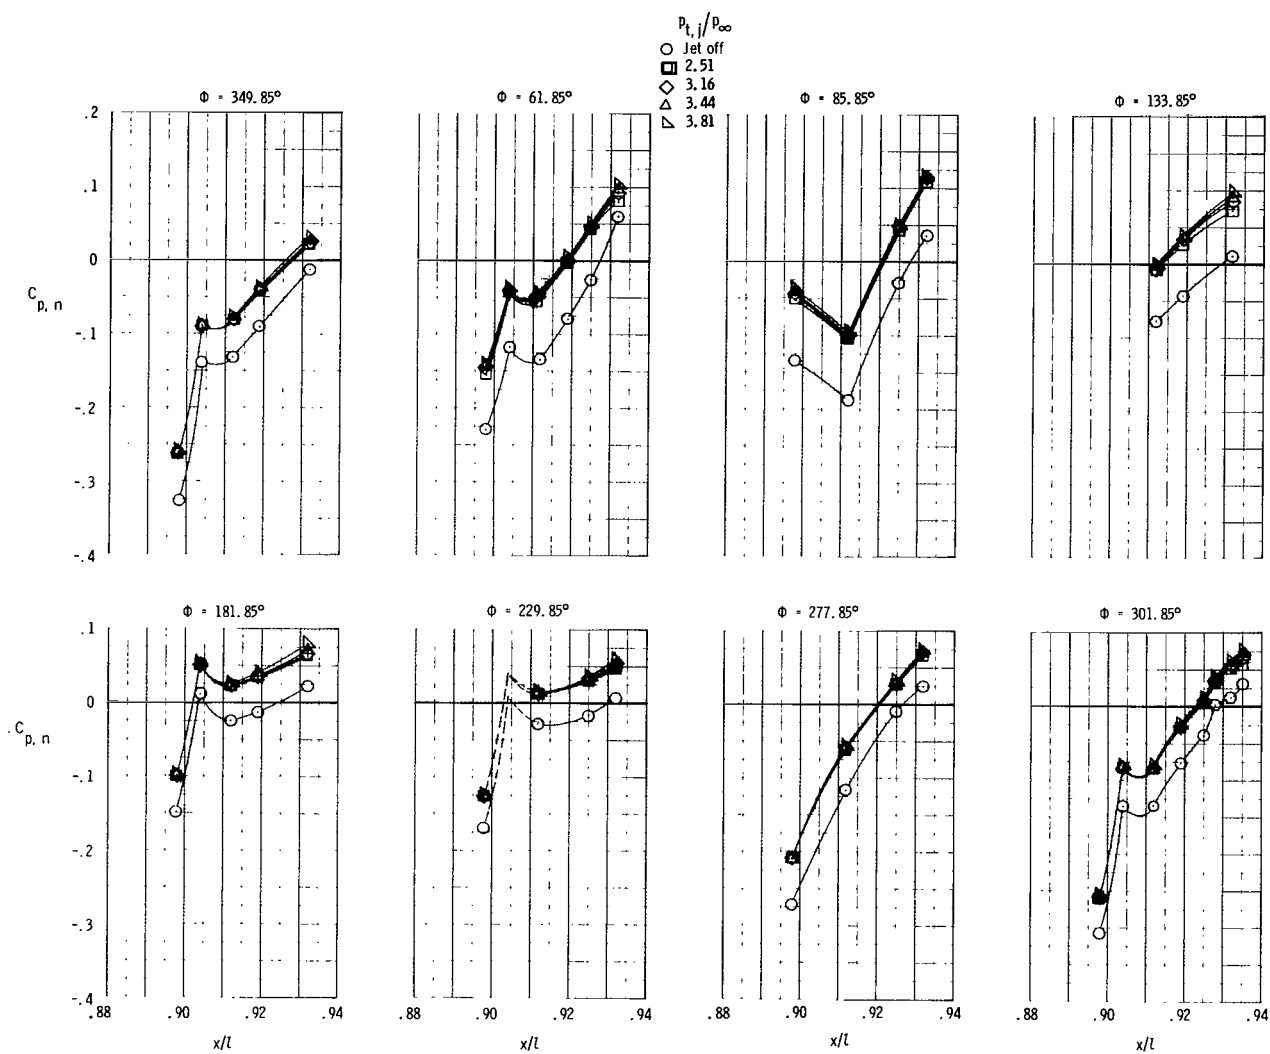 p_t,j/p_∞
Jet off
2.51
3.16
3.44
3.81
Φ = 349.85°
Φ = 61.85°
Φ = 85.85°
Φ = 133.85°
.2
.1
0
-.1
-.2
-.3
-.4
C_p,n
Φ = 181.85°
Φ = 229.85°
Φ = 277.85°
Φ = 301.85°
.1
0
-.1
-.2
-.3
-.4
C_p,n
.88 .90 .92 .94
.88 .90 .92 .94
.88 .90 .92 .94
.88 .90 .92 .94
x/l
x/l
x/l
x/l